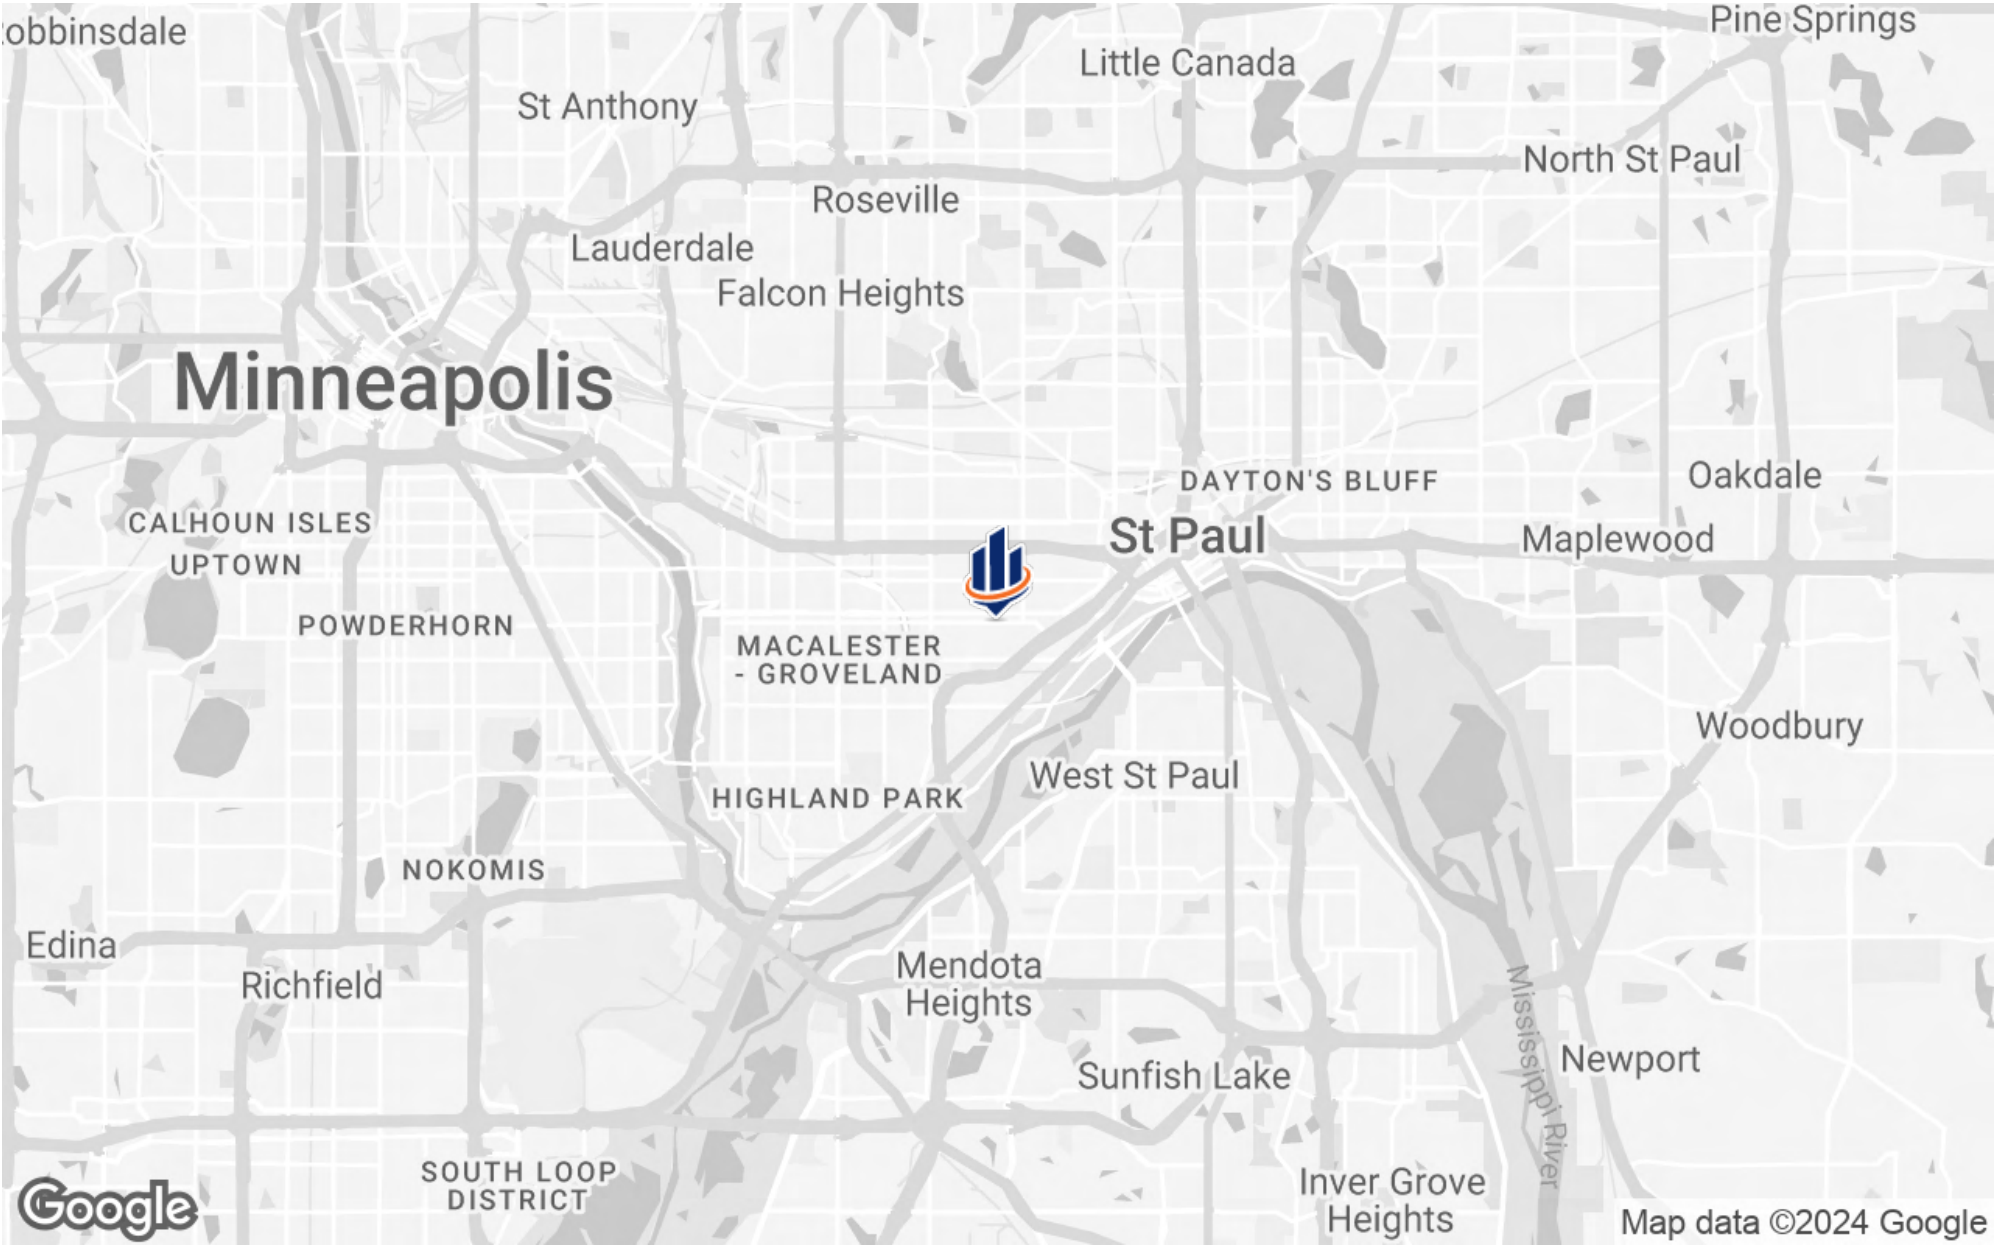 obbinsdale
Pine Springs
Little Canada
St Anthony
North St Paul
Roseville
Lauderdale
Falcon Heights
Minneapolis
DAYTON'S BLUFF
Oakdale
CALHOUN ISLES
St Paul
Maplewood
UPTOWN
POWDERHORN
MACALESTER
- GROVELAND
Woodbury
West St Paul
HIGHLAND PARK
NOKOMIS
Edina
Richfield
Mendota
Heights
Mississippi River
Newport
Sunfish Lake
SOUTH LOOP
DISTRICT
Inver Grove
Heights
Google
Map data ©2024 Google